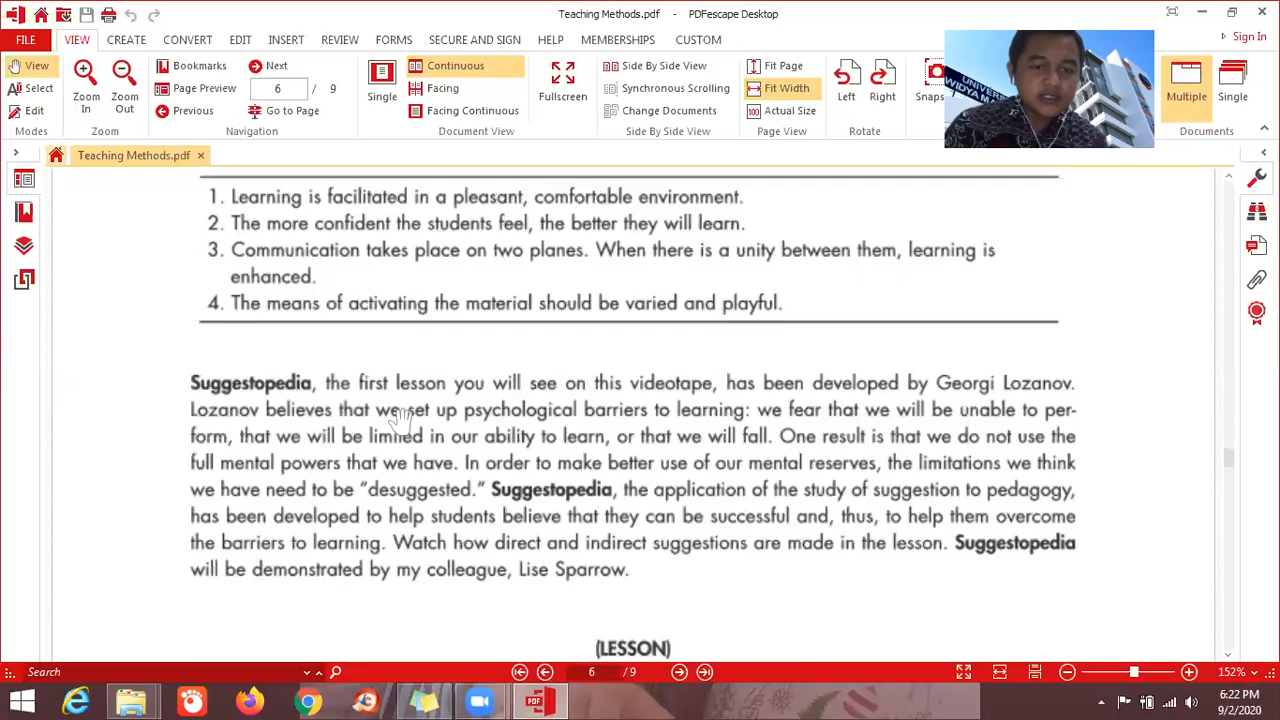 Teaching Methods.pdf - PDFescape Desktop
FILE VIEW CREATE CONVERT EDIT INSERT REVIEW FORMS SECURE AND SIGN HELP MEMBERSHIPS CUSTOM Sign In
View Bookmarks Next Continuous Side By Side View Fit Page
Select Page Preview 6 / 9 Facing Synchronous Scrolling Fit Width
Edit Zoom In Zoom Out Previous Go to Page Single Facing Continuous Fullscreen Change Documents Actual Size Left Right Snaps Multiple Single
Modes Zoom Navigation Document View Side By Side View Page View Rotate Documents
UNIVER
WIDYA MA
Teaching Methods.pdf
1. Learning is facilitated in a pleasant, comfortable environment.
2. The more confident the students feel, the better they will learn.
3. Communication takes place on two planes. When there is a unity between them, learning is
enhanced.
4. The means of activating the material should be varied and playful.
Suggestopedia, the first lesson you will see on this videotape, has been developed by Georgi Lozanov.
Lozanov believes that we set up psychological barriers to learning: we fear that we will be unable to per-
form, that we will be limited in our ability to learn, or that we will fall. One result is that we do not use the
full mental powers that we have. In order to make better use of our mental reserves, the limitations we think
we have need to be “desuggested.” Suggestopedia, the application of the study of suggestion to pedagogy,
has been developed to help students believe that they can be successful and, thus, to help them overcome
the barriers to learning. Watch how direct and indirect suggestions are made in the lesson. Suggestopedia
will be demonstrated by my colleague, Lise Sparrow.
(LESSON)
Search 6 / 9 152%
6:22 PM
9/2/2020